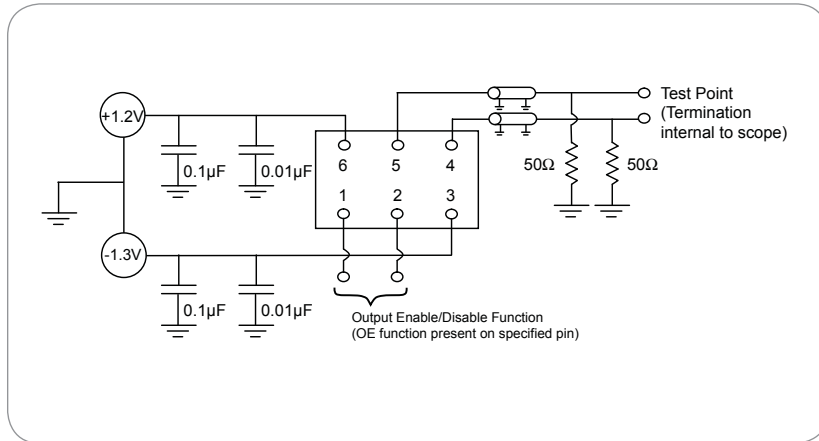 +1.2V
0.1µF
0.01µF
6 5 4
1 2 3
Test Point
(Termination
internal to scope)
50Ω
50Ω
-1.3V
0.1µF
0.01µF
Output Enable/Disable Function
(OE function present on specified pin)